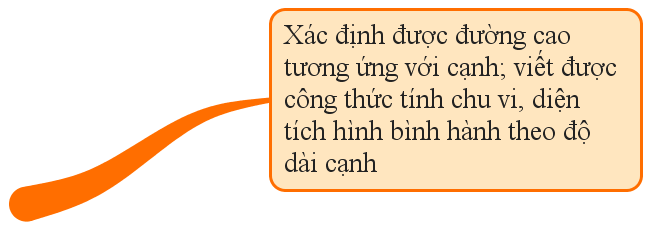 Xác định được đường cao
tương ứng với cạnh; viết được
công thức tính chu vi, diện
tích hình bình hành theo độ
dài cạnh